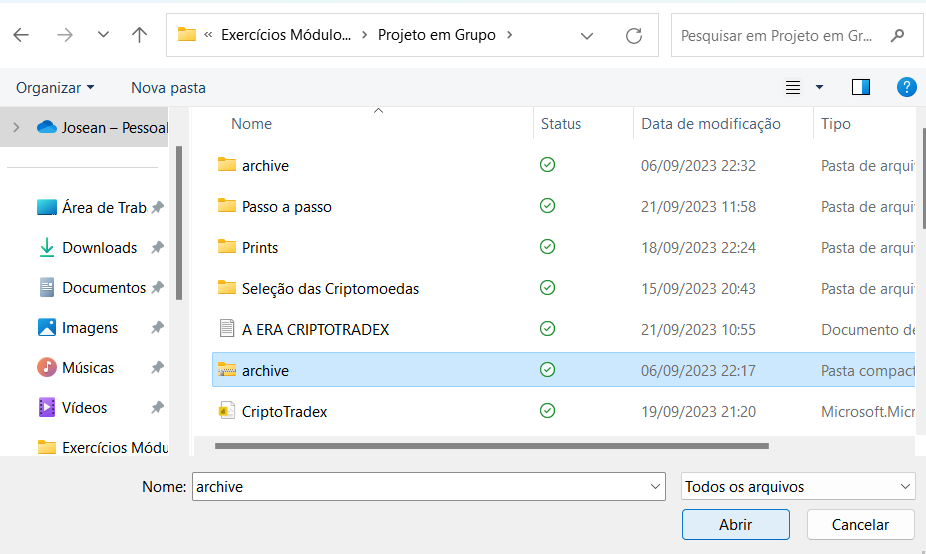 « Exercícios Módulo... > Projeto em Grupo >
Pesquisar em Projeto em Gr...
Organizar
Nova pasta
?
Josean – Pessoal
Área de Trab
Downloads
Documentos
Imagens
Músicas
Vídeos
Exercícios Módu
Nome Status Data de modificação Tipo
archive 06/09/2023 22:32 Pasta de arqui
Passo a passo 21/09/2023 11:58 Pasta de arqui
Prints 18/09/2023 22:24 Pasta de arqui
Seleção das Criptomoedas 15/09/2023 20:43 Pasta de arqui
A ERA CRIPTOTRADEX 21/09/2023 10:55 Documento de
archive 06/09/2023 22:17 Pasta compact
CriptoTradex 19/09/2023 21:20 Microsoft.Micr
Nome: archive
Todos os arquivos
Abrir
Cancelar